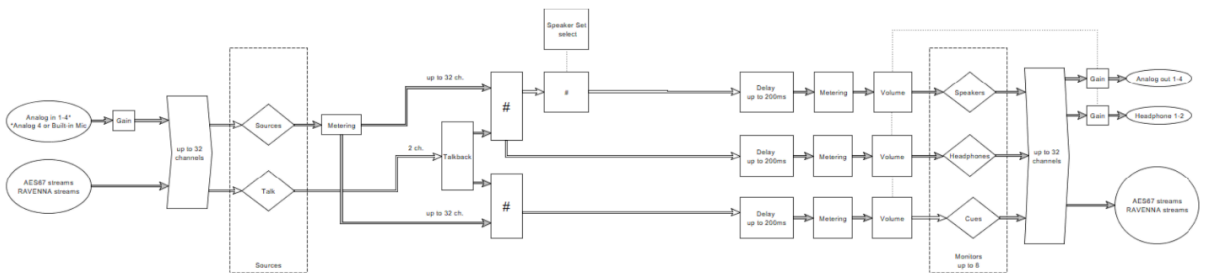 Speaker Set
select
up to 32 ch.
#
#
Delay
up to 200ms
Metering
Volume
Speakers
Gain
Analog out 1-4
Analog in 1-4*
*Analog 4 or Built-in Mic
Gain
Sources
Metering
Gain
Headphone 1-2
up to 32
channels
2 ch.
Talkback
Delay
up to 200ms
Metering
Volume
Headphones
up to 32
channels
AES67 streams
RAVENNA streams
Talk
up to 32 ch.
#
Delay
up to 200ms
Metering
Volume
Cues
AES67 streams
RAVENNA streams
Sources
Monitors
up to 8